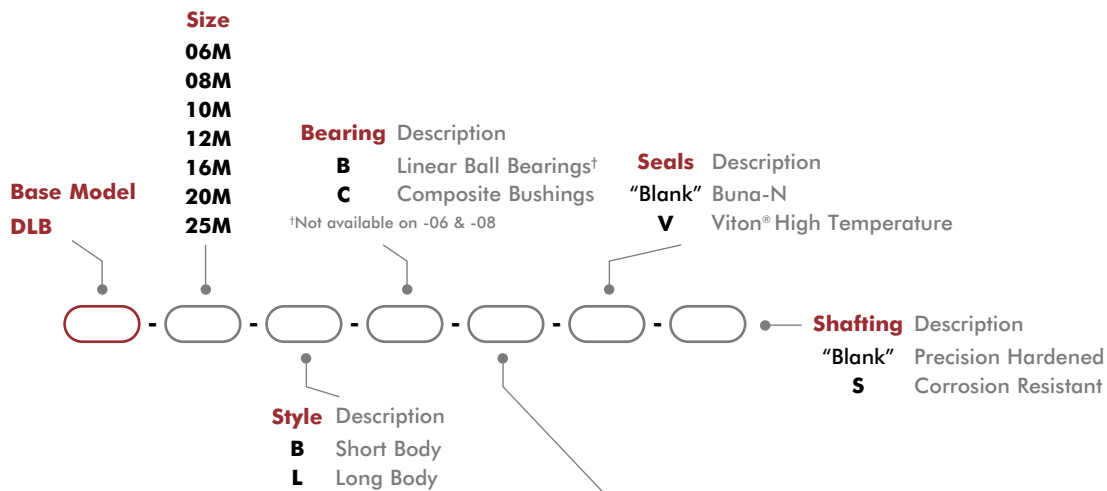 Size
06M
08M
10M
12M
16M
20M
25M
Base Model
DLB
Bearing Description
B Linear Ball Bearings†
C Composite Bushings
†Not available on -06 & -08
Seals Description
“Blank” Buna-N
V Viton® High Temperature
- - - - - -
Shafting Description
“Blank” Precision Hardened
S Corrosion Resistant
Style Description
B Short Body
L Long Body